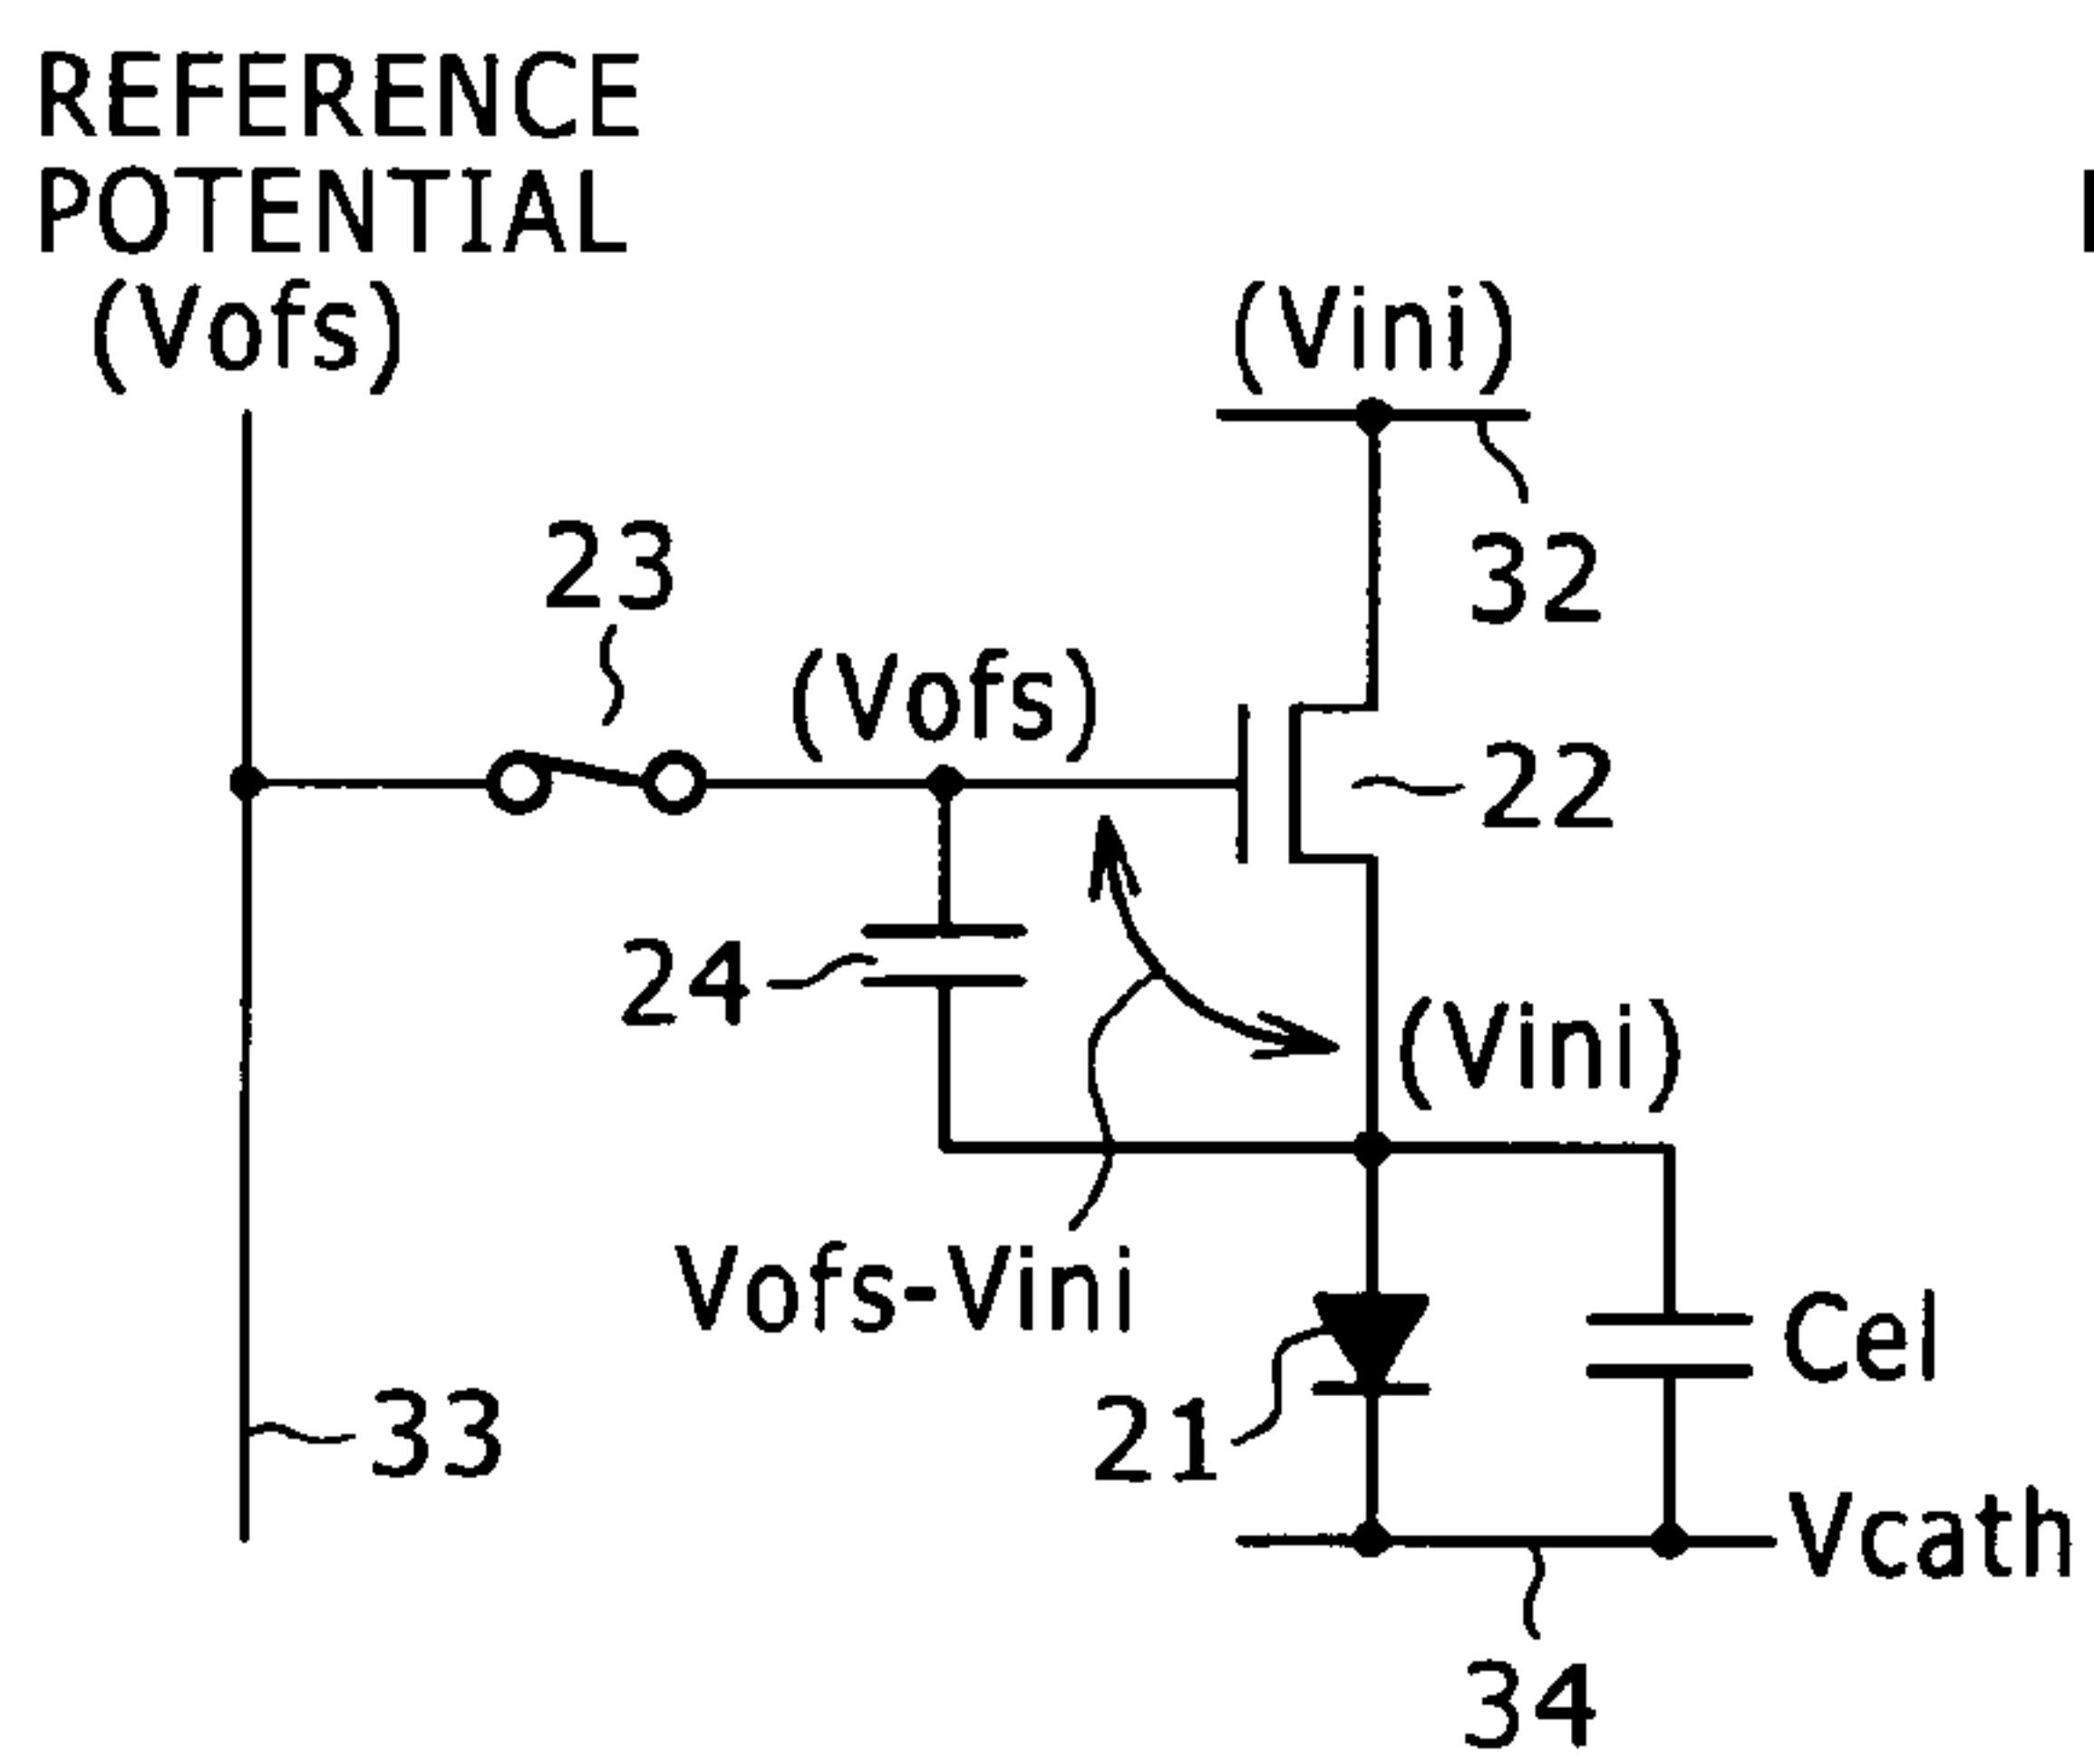 REFERENCE
POTENTIAL
(Vofs)
(Vini)
32
23
(Vofs)
22
24
(Vini)
Vofs-Vini
Cel
21
33
Vcath
34